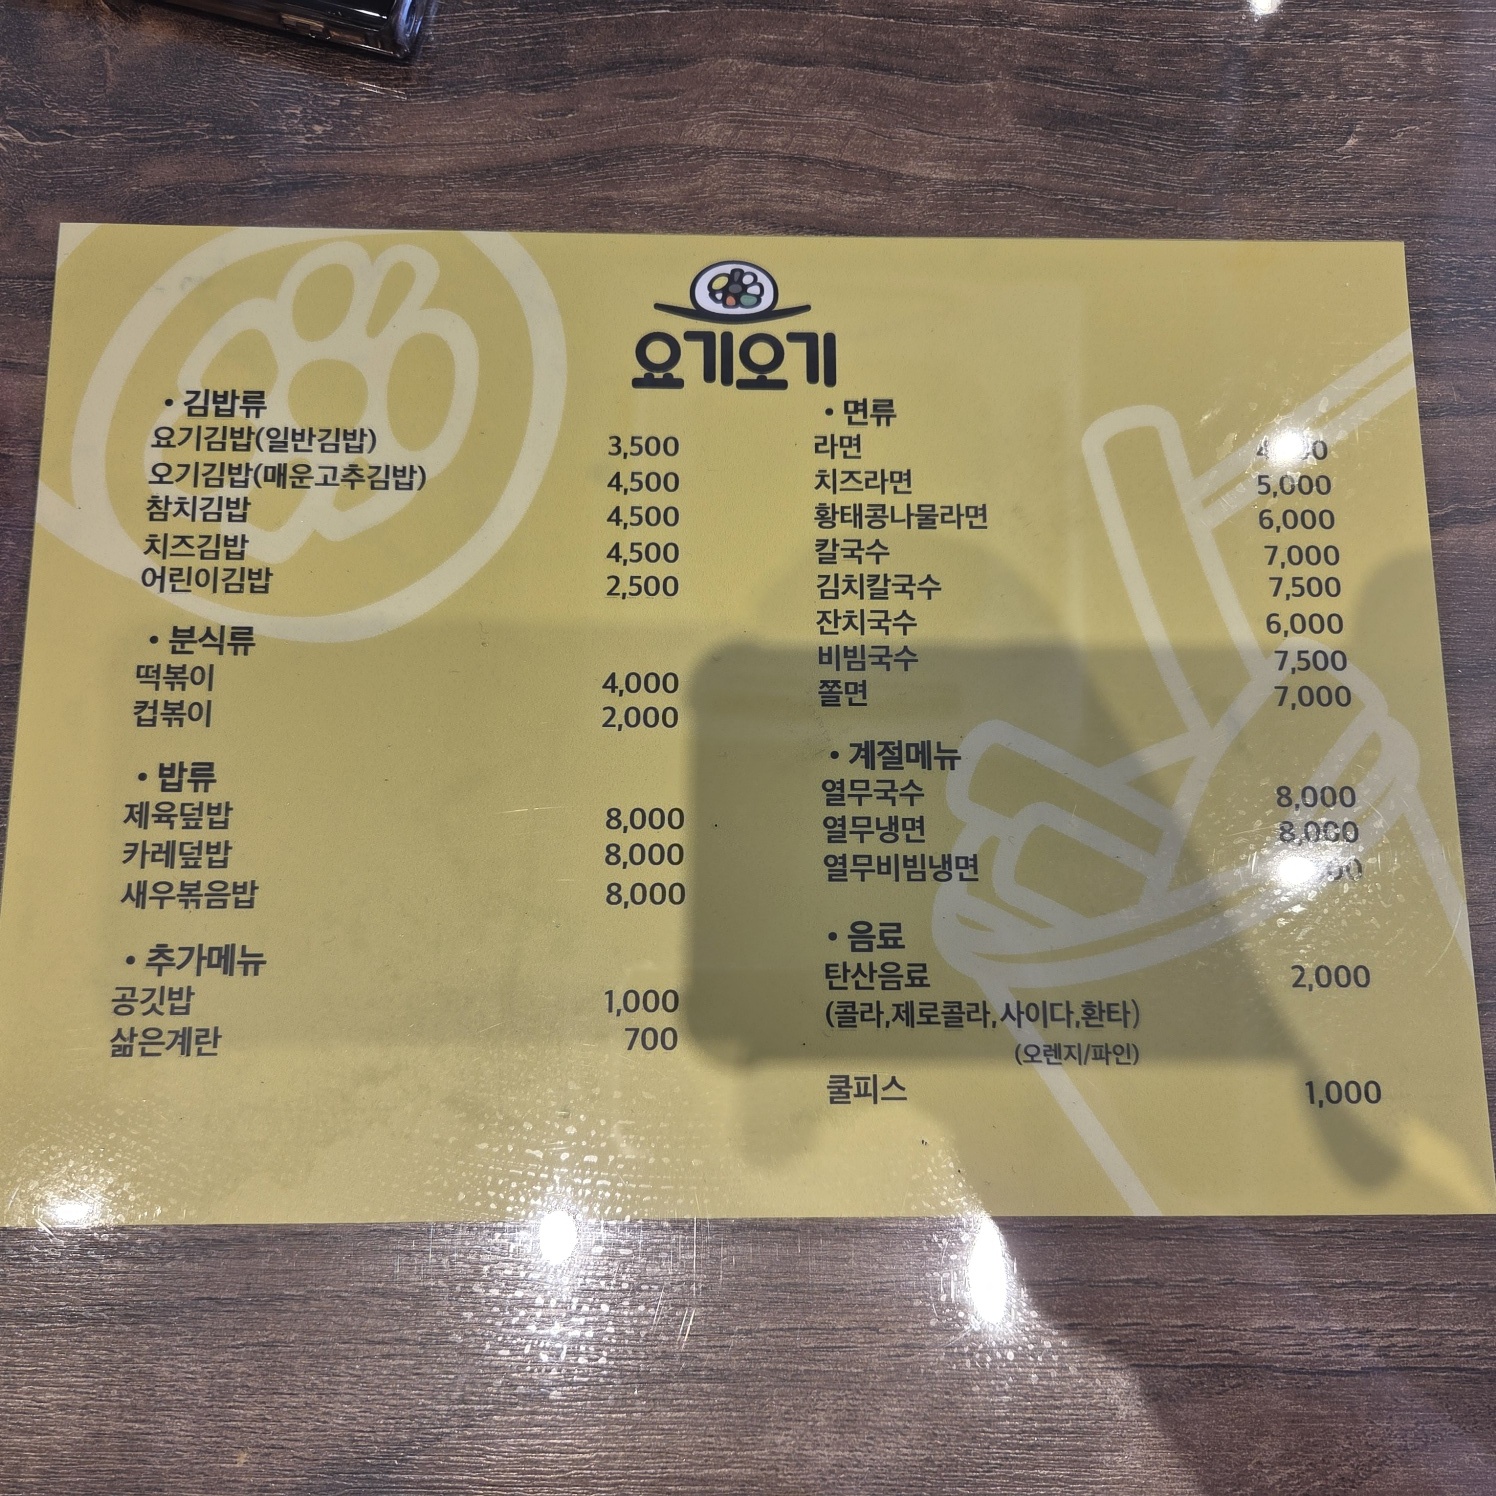 요기오기
• 김밥류
요기김밥(일반김밥) 3,500
오기김밥(매운고추김밥) 4,500
참치김밥 4,500
치즈김밥 4,500
어린이김밥 2,500
• 분식류
떡볶이 4,000
컵볶이 2,000
• 밥류
제육덮밥 8,000
카레덮밥 8,000
새우볶음밥 8,000
• 추가메뉴
공깃밥 1,000
삶은계란 700
• 면류
라면
치즈라면 5,000
황태콩나물라면 6,000
칼국수 7,000
김치칼국수 7,500
잔치국수 6,000
비빔국수 7,500
쫄면 7,000
• 계절메뉴
열무국수 8,000
열무냉면 8,000
열무비빔냉면
• 음료
탄산음료 2,000
(콜라,제로콜라,사이다,환타)
(오렌지/파인)
쿨피스 1,000